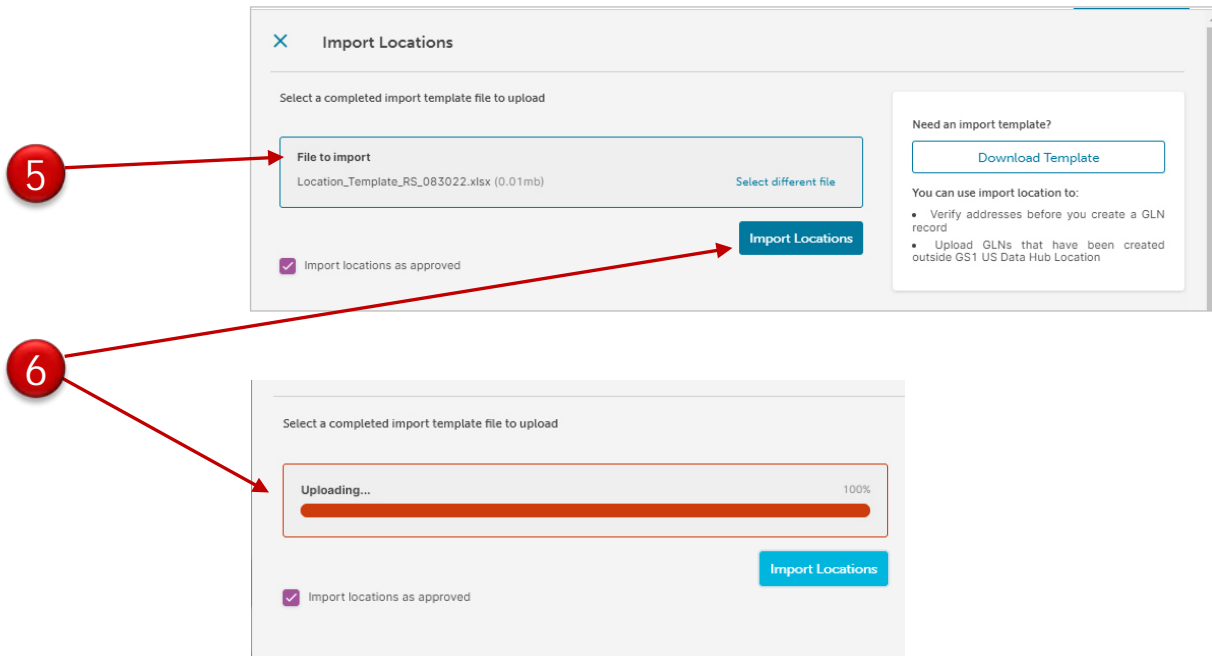 Import Locations
Select a completed import template file to upload
5
File to import
Location_Template_RS_083022.xlsx (0.01mb)
Select different file
Import Locations
Import locations as approved
Need an import template?
Download Template
You can use import location to:
• Verify addresses before you create a GLN
record
• Upload GLNs that have been created
outside GS1 US Data Hub Location
6
Select a completed import template file to upload
Uploading... 100%
Import Locations
Import locations as approved